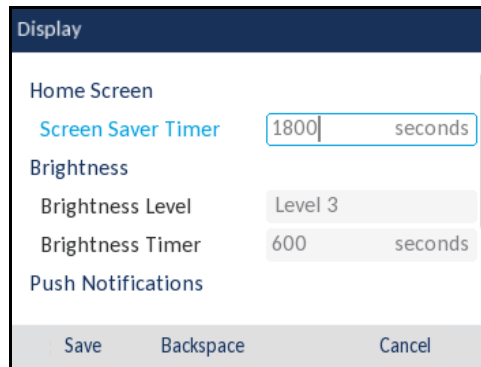 Display
Home Screen
Screen Saver Timer 1800 seconds
Brightness
Brightness Level Level 3
Brightness Timer 600 seconds
Push Notifications
Save Backspace Cancel